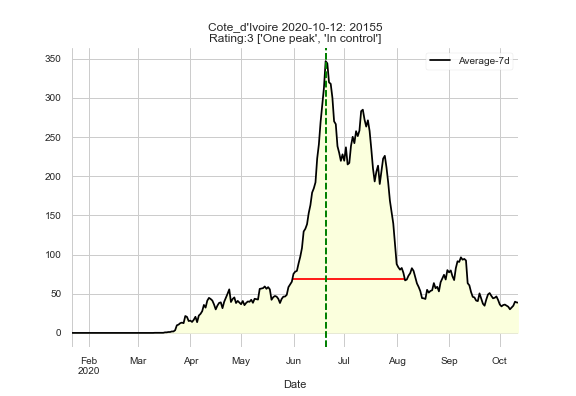 Cote_d'Ivoire 2020-10-12: 20155
Rating:3 ['One peak', 'In control']
Average-7d
350
300
250
200
150
100
50
0
Feb Mar Apr May Jun Jul Aug Sep Oct
2020
Date